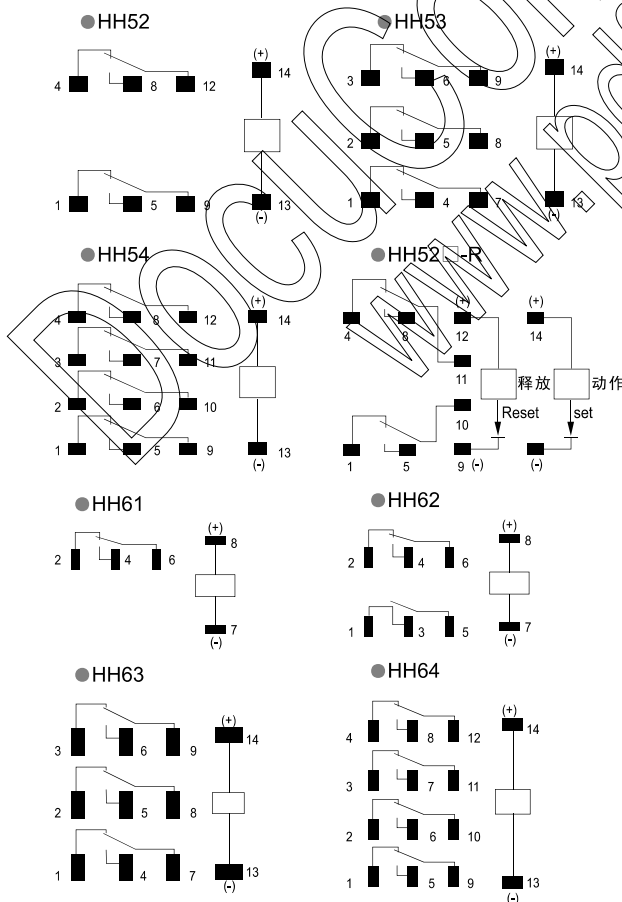 HH52
HH53
(+)
14
4 8 12
(+)
14
3 6 9
2 5 8
1 5 9
13
(-)
1 4 7
13
(-)
HH54
HH52□-R
(+)
14
4 8 12
3 7 11
2 6 10
1 5 9
13
(-)
(+)
(+)
4 8 12 14
11
释放 动作
10
Reset set
1 5 9 (-) (-)
HH61
HH62
(+)
8
2 4 6
7
(-)
(+)
8
2 4 6
1 3 5
7
(-)
HH63
HH64
(+)
14
3 6 9
2 5 8
1 4 7
13
(-)
(+)
14
4 8 12
3 7 11
2 6 10
1 5 9
13
(-)
DocuCom
www.p